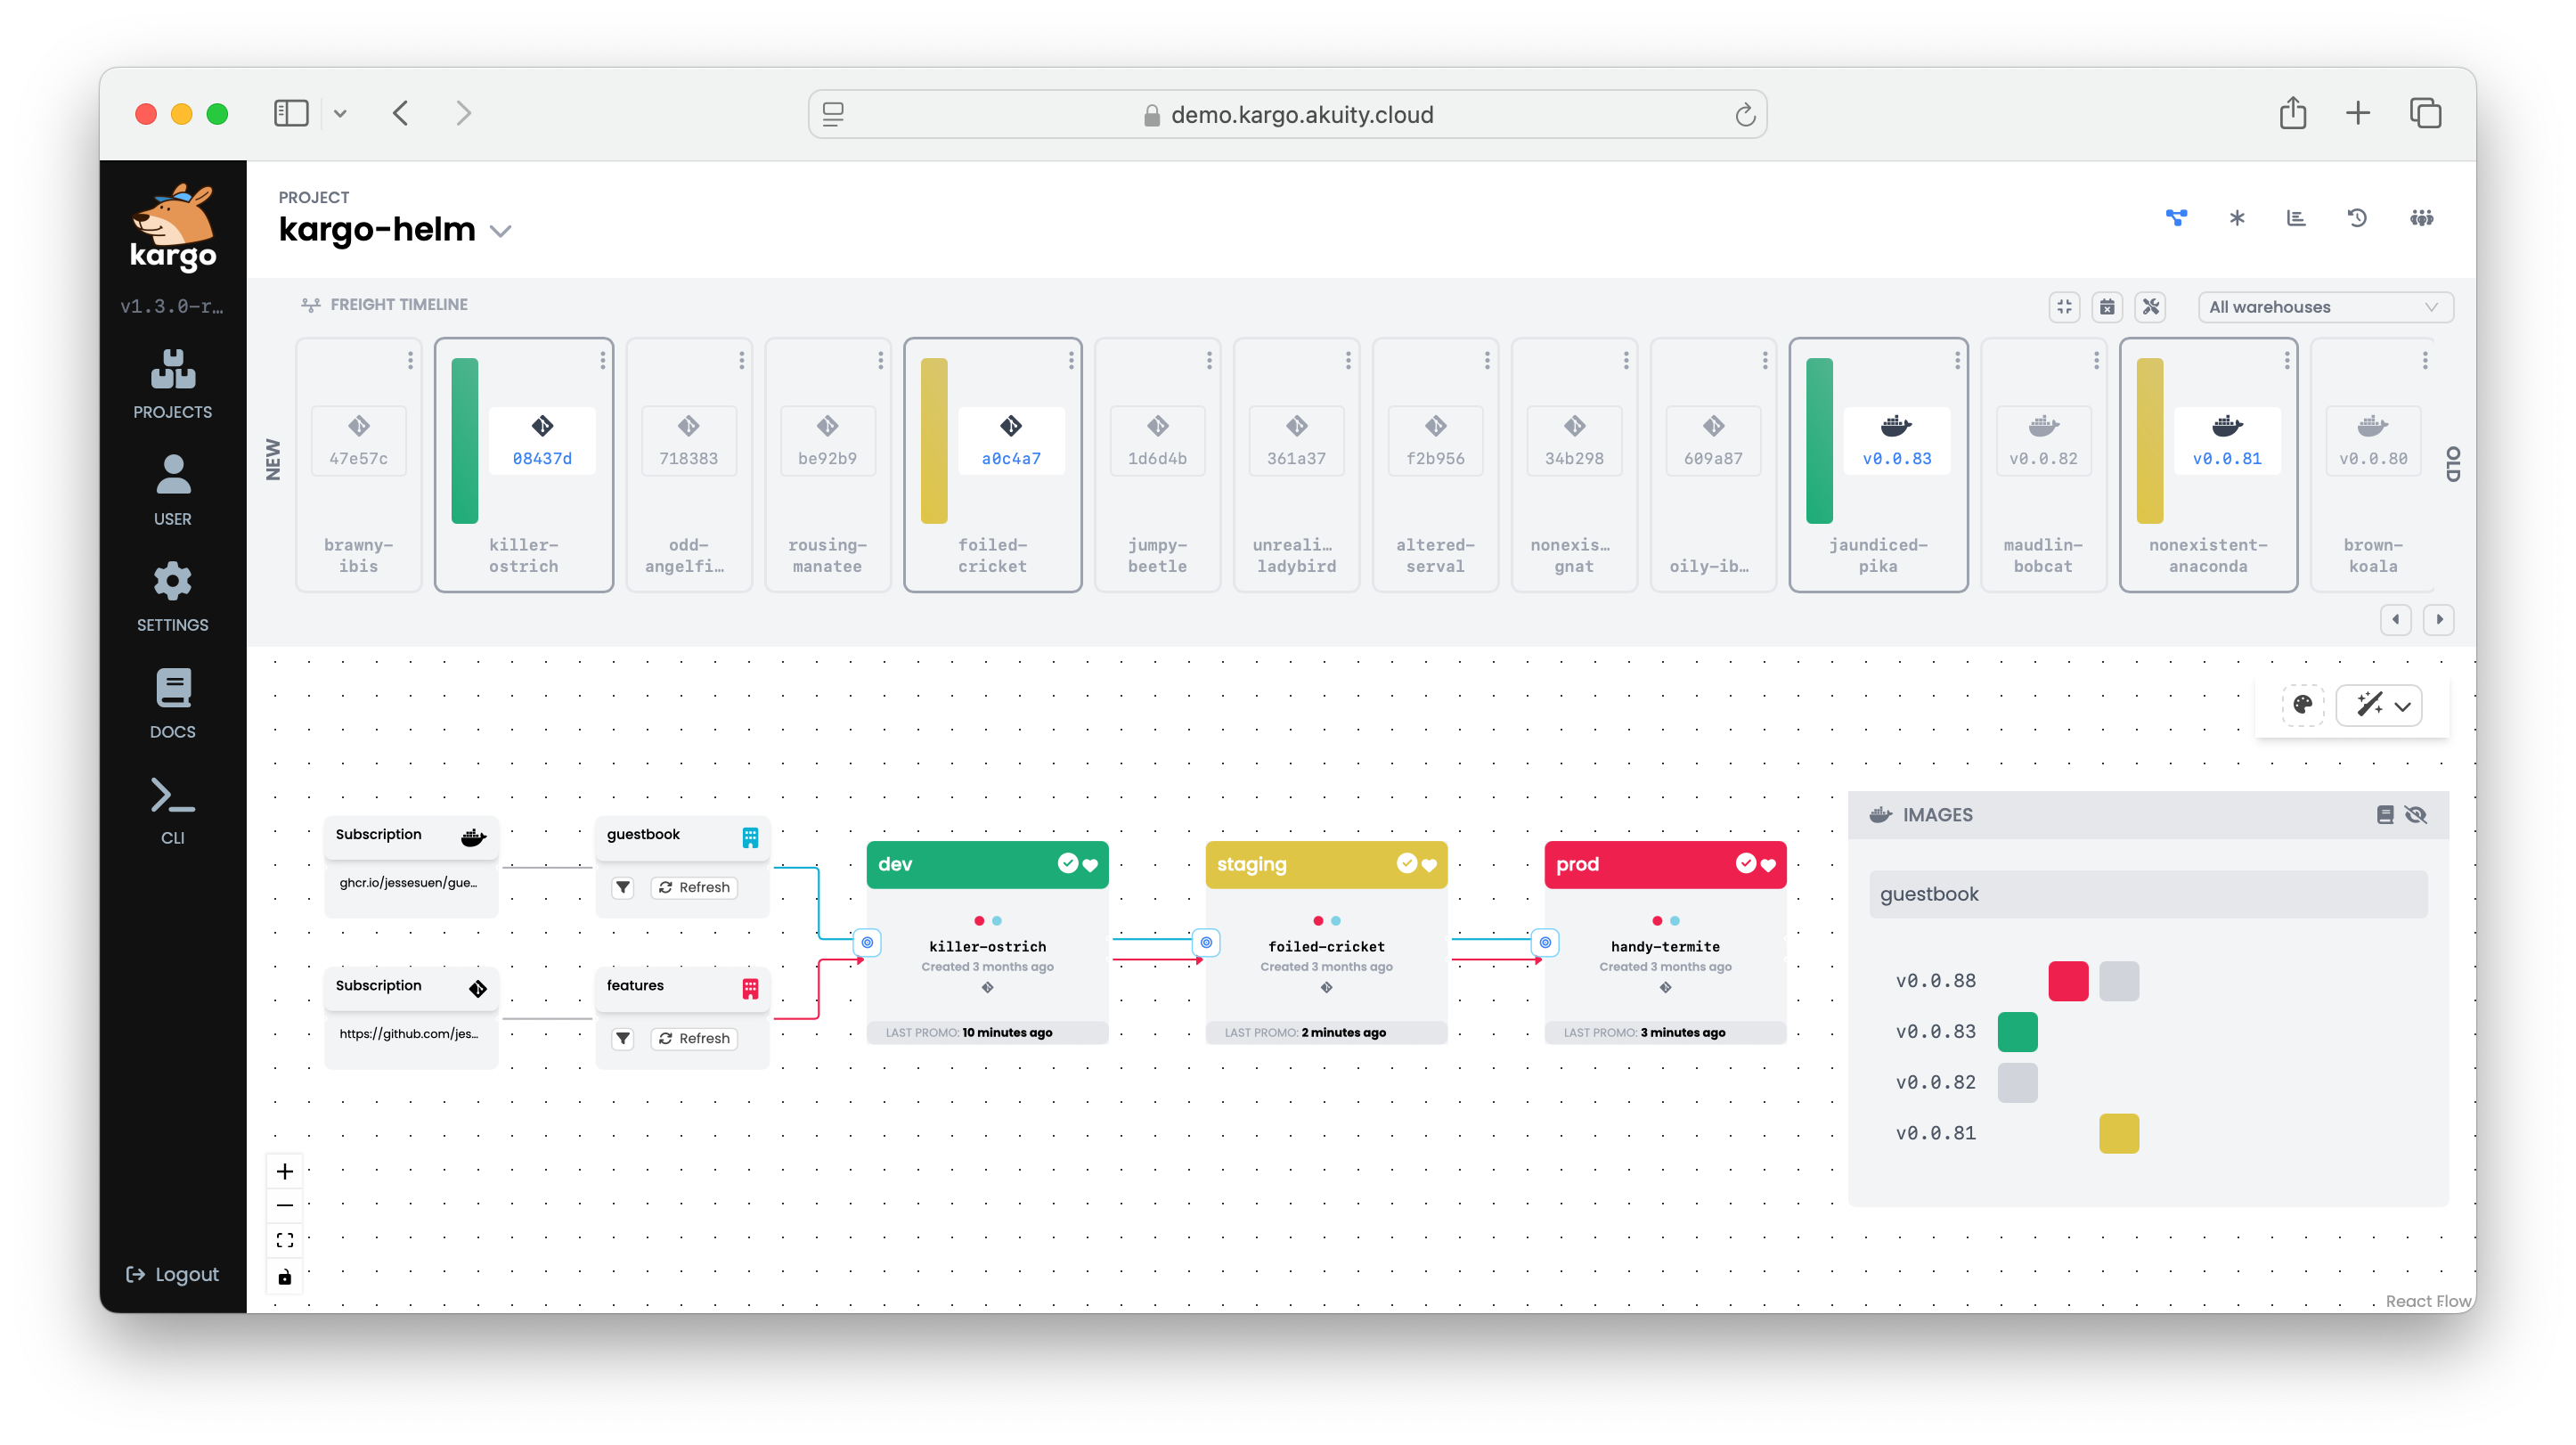 demo.kargo.akuity.cloud
kargo
v1.3.0-r...
PROJECTS
USER
SETTINGS
DOCS
CLI
Logout
PROJECT
kargo-helm
FREIGHT TIMELINE
All warehouses
NEW
47e57c
brawny-
ibis
08437d
killer-
ostrich
718383
odd-
angelfi...
be92b9
rousing-
manatee
a0c4a7
foiled-
cricket
1d6d4b
jumpy-
beetle
361a37
unreali...
ladybird
f2b956
altered-
serval
34b298
nonexis...
gnat
609a87
oily-ib...
v0.0.83
jaundiced-
pika
v0.0.82
maudlin-
bobcat
v0.0.81
nonexistent-
anaconda
v0.0.80
brown-
koala
OLD
Subscription
ghcr.io/jessesuen/gue...
guestbook
Refresh
Subscription
https://github.com/jes...
features
Refresh
dev
killer-ostrich
Created 3 months ago
LAST PROMO: 10 minutes ago
staging
foiled-cricket
Created 3 months ago
LAST PROMO: 2 minutes ago
prod
handy-termite
Created 3 months ago
LAST PROMO: 3 minutes ago
IMAGES
guestbook
v0.0.88
v0.0.83
v0.0.82
v0.0.81
React Flow